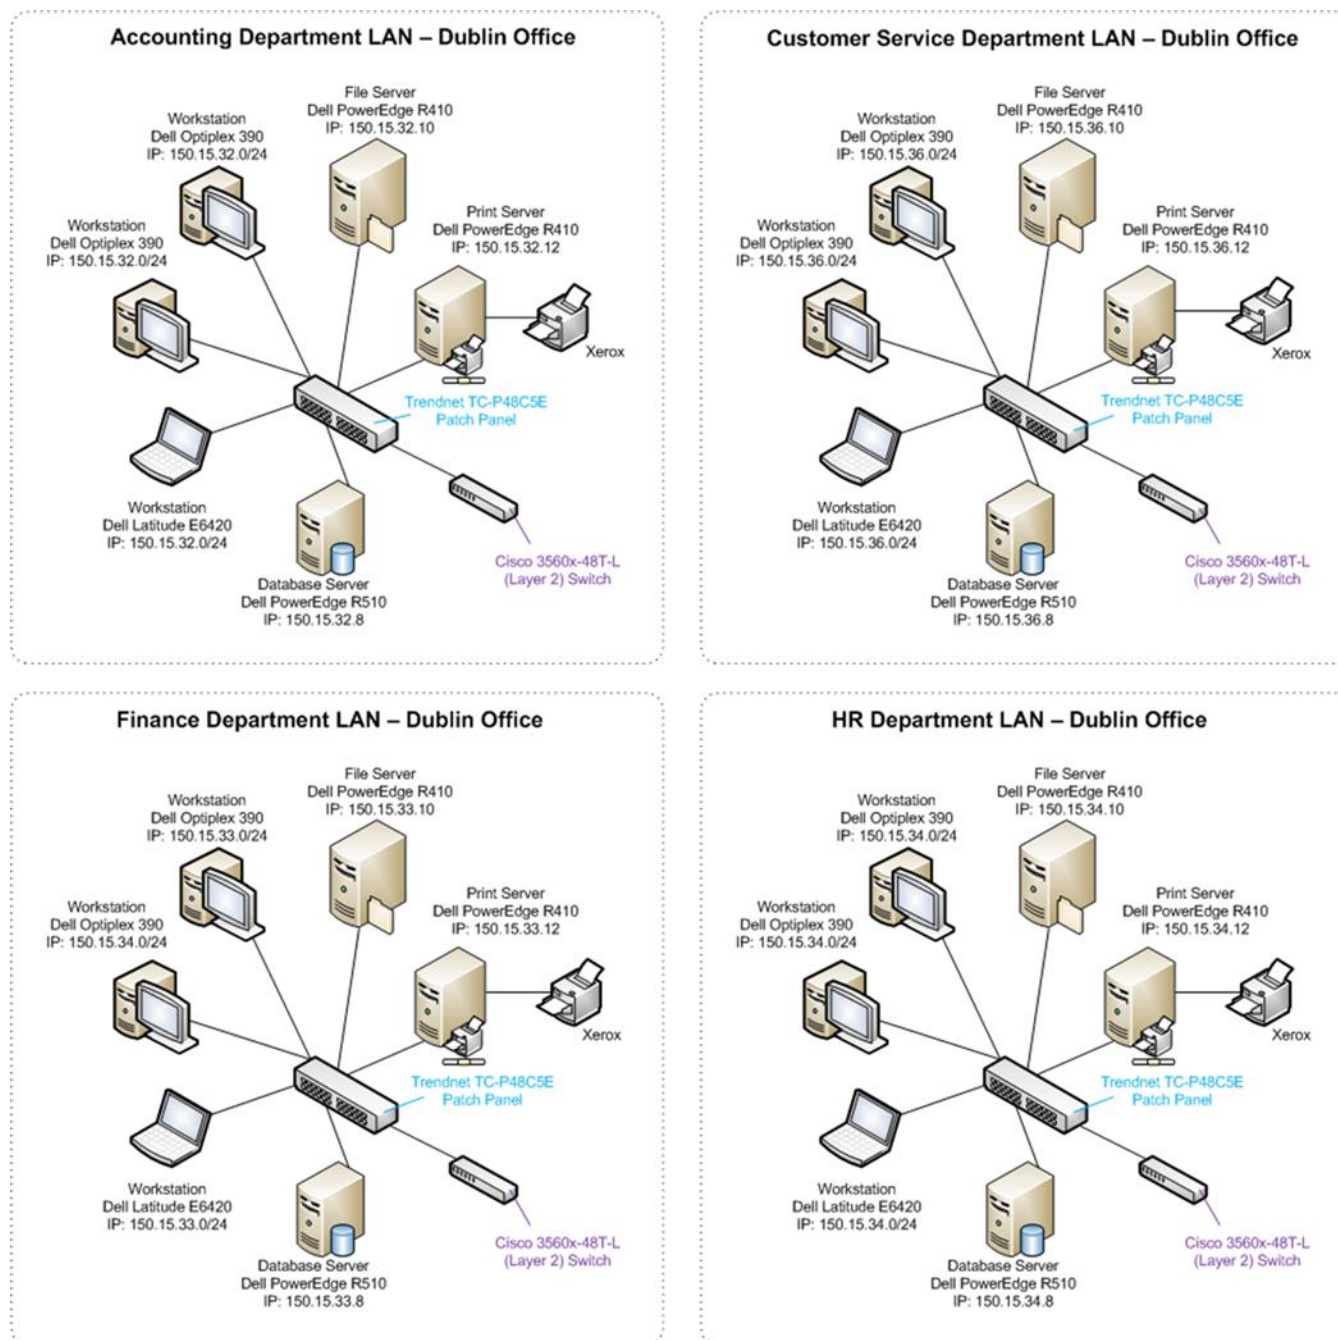 Accounting Department LAN – Dublin Office
File Server
Dell PowerEdge R410
IP: 150.15.32.10
Workstation
Dell Optiplex 390
IP: 150.15.32.0/24
Print Server
Dell PowerEdge R410
IP: 150.15.32.12
Workstation
Dell Optiplex 390
IP: 150.15.32.0/24
Xerox
Trendnet TC-P48C5E
Patch Panel
Workstation
Dell Latitude E6420
IP: 150.15.32.0/24
Cisco 3560x-48T-L
(Layer 2) Switch
Database Server
Dell PowerEdge R510
IP: 150.15.32.8
Customer Service Department LAN – Dublin Office
File Server
Dell PowerEdge R410
IP: 150.15.36.10
Workstation
Dell Optiplex 390
IP: 150.15.36.0/24
Print Server
Dell PowerEdge R410
IP: 150.15.36.12
Workstation
Dell Optiplex 390
IP: 150.15.36.0/24
Xerox
Trendnet TC-P48C5E
Patch Panel
Workstation
Dell Latitude E6420
IP: 150.15.36.0/24
Cisco 3560x-48T-L
(Layer 2) Switch
Database Server
Dell PowerEdge R510
IP: 150.15.36.8
Finance Department LAN – Dublin Office
File Server
Dell PowerEdge R410
IP: 150.15.33.10
Workstation
Dell Optiplex 390
IP: 150.15.33.0/24
Print Server
Dell PowerEdge R410
IP: 150.15.33.12
Workstation
Dell Optiplex 390
IP: 150.15.34.0/24
Xerox
Trendnet TC-P48C5E
Patch Panel
Workstation
Dell Latitude E6420
IP: 150.15.33.0/24
Cisco 3560x-48T-L
(Layer 2) Switch
Database Server
Dell PowerEdge R510
IP: 150.15.33.8
HR Department LAN – Dublin Office
File Server
Dell PowerEdge R410
IP: 150.15.34.10
Workstation
Dell Optiplex 390
IP: 150.15.34.0/24
Print Server
Dell PowerEdge R410
IP: 150.15.34.12
Workstation
Dell Optiplex 390
IP: 150.15.34.0/24
Xerox
Trendnet TC-P48C5E
Patch Panel
Workstation
Dell Latitude E6420
IP: 150.15.34.0/24
Cisco 3560x-48T-L
(Layer 2) Switch
Database Server
Dell PowerEdge R510
IP: 150.15.34.8